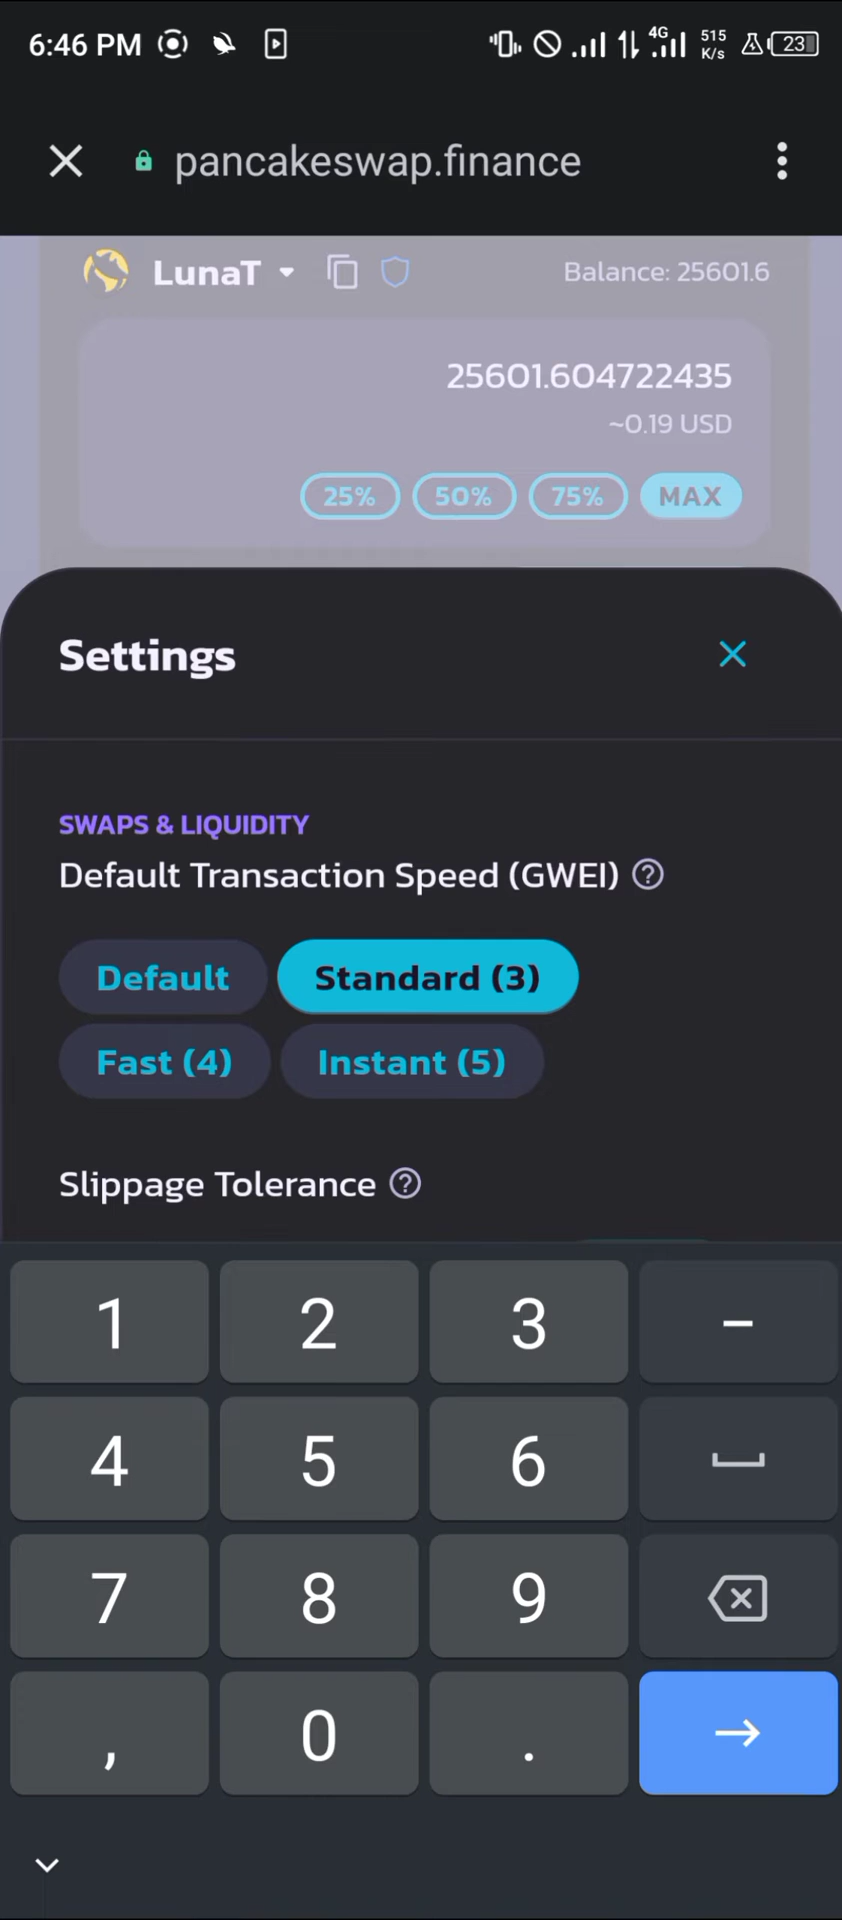 6:46 PM 4G 515 K/s 23
pancakeswap.finance
LunaT Balance: 25601.6
25601.604722435
~0.19 USD
25% 50% 75% MAX
Settings
SWAPS & LIQUIDITY
Default Transaction Speed (GWEI) ?
Default Standard (3)
Fast (4) Instant (5)
Slippage Tolerance ?
1 2 3 –
4 5 6
7 8 9
, 0 .